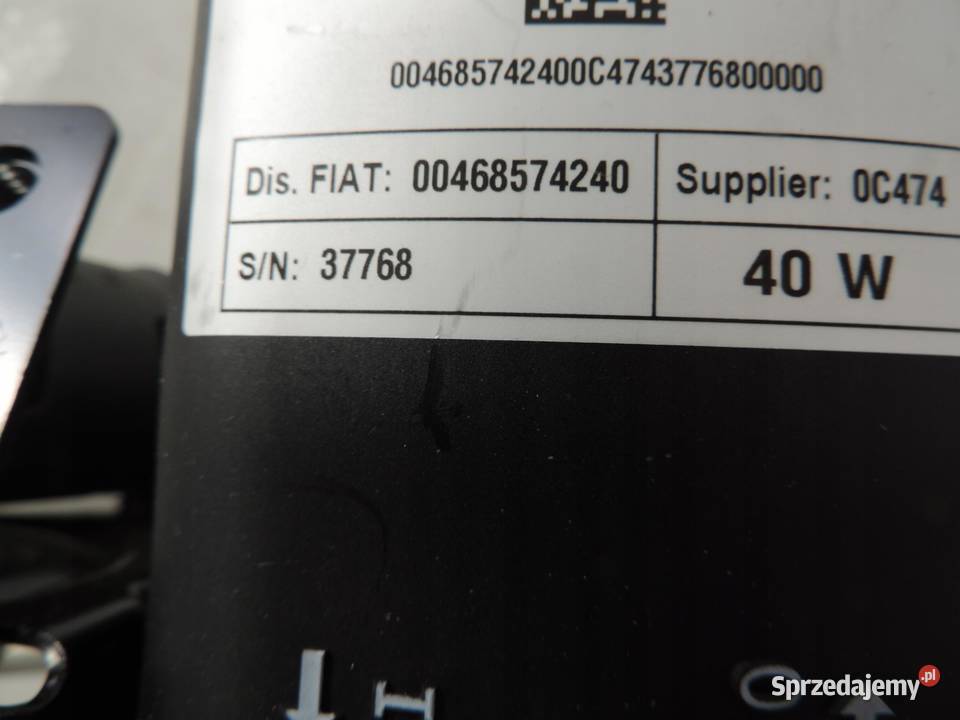 004685742400C4743776800000
Dis. FIAT: 00468574240 Supplier: 0C474
S/N: 37768 40 W
Sprzedajemy.pl